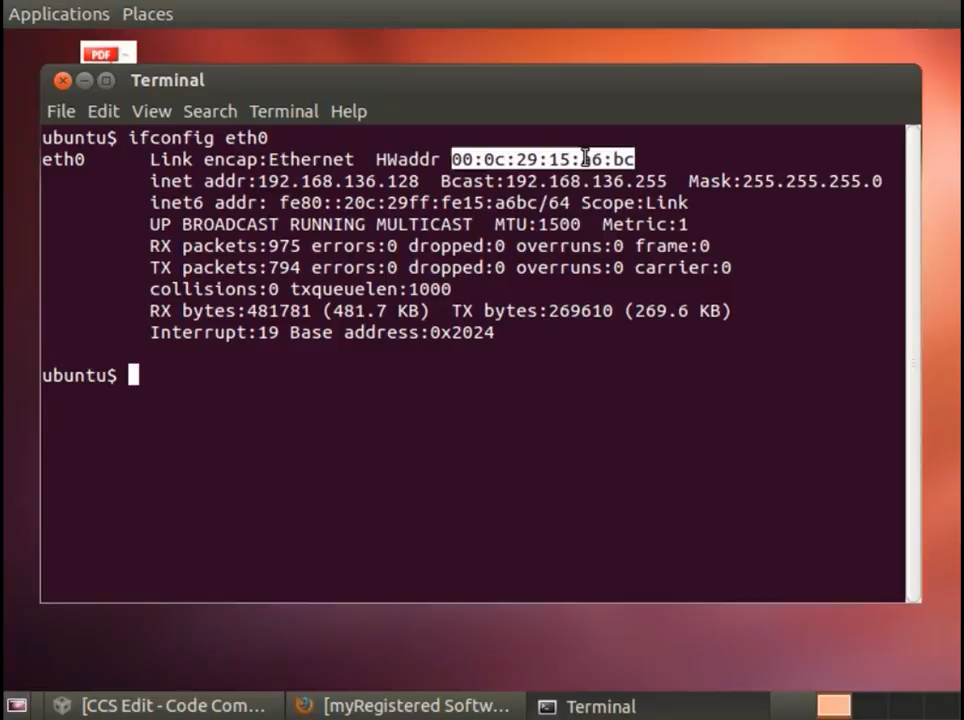 Applications Places
PDF
Terminal
File Edit View Search Terminal Help
ubuntu$ ifconfig eth0
eth0 Link encap:Ethernet HWaddr 00:0c:29:15:a6:bc
inet addr:192.168.136.128 Bcast:192.168.136.255 Mask:255.255.255.0
inet6 addr: fe80::20c:29ff:fe15:a6bc/64 Scope:Link
UP BROADCAST RUNNING MULTICAST MTU:1500 Metric:1
RX packets:975 errors:0 dropped:0 overruns:0 frame:0
TX packets:794 errors:0 dropped:0 overruns:0 carrier:0
collisions:0 txqueuelen:1000
RX bytes:481781 (481.7 KB) TX bytes:269610 (269.6 KB)
Interrupt:19 Base address:0x2024
ubuntu$
[CCS Edit - Code Com... [myRegistered Softw... Terminal